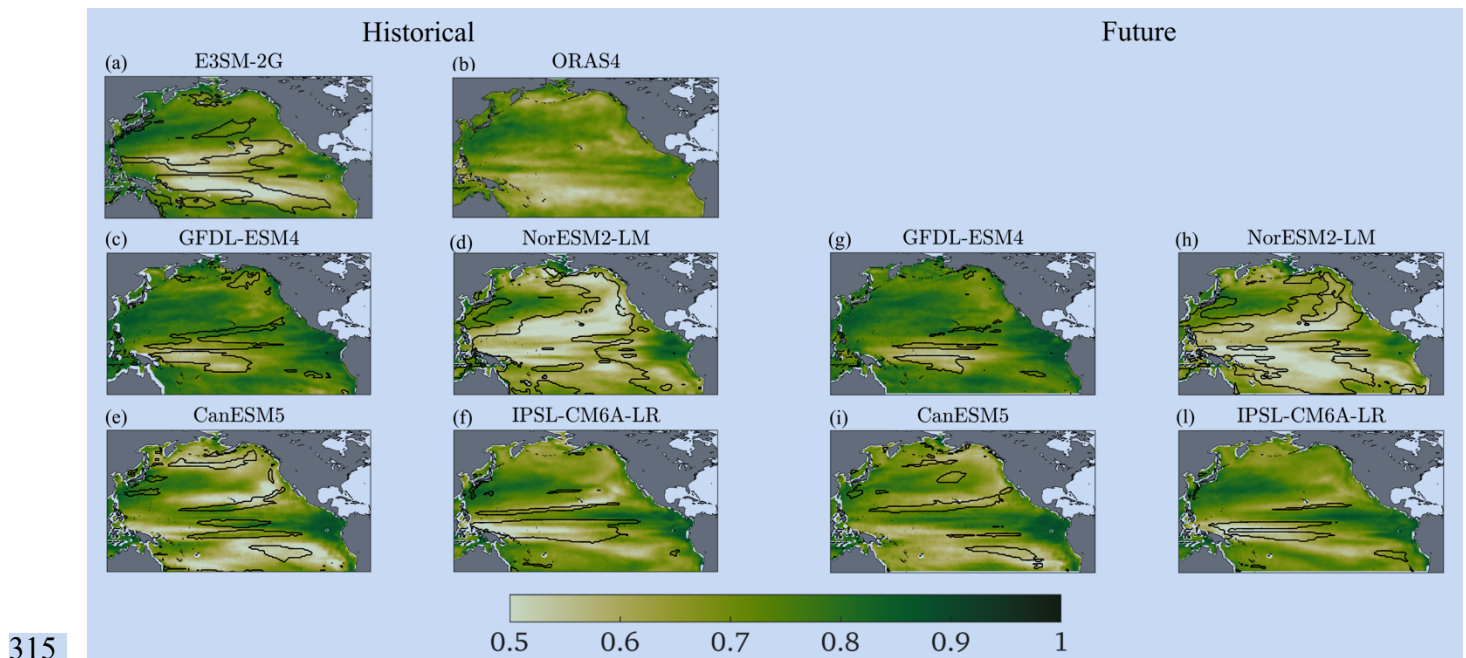 Historical Future
(a) E3SM-2G (b) ORAS4
(c) GFDL-ESM4 (d) NorESM2-LM (g) GFDL-ESM4 (h) NorESM2-LM
(e) CanESM5 (f) IPSL-CM6A-LR (i) CanESM5 (l) IPSL-CM6A-LR
0.5 0.6 0.7 0.8 0.9 1
315